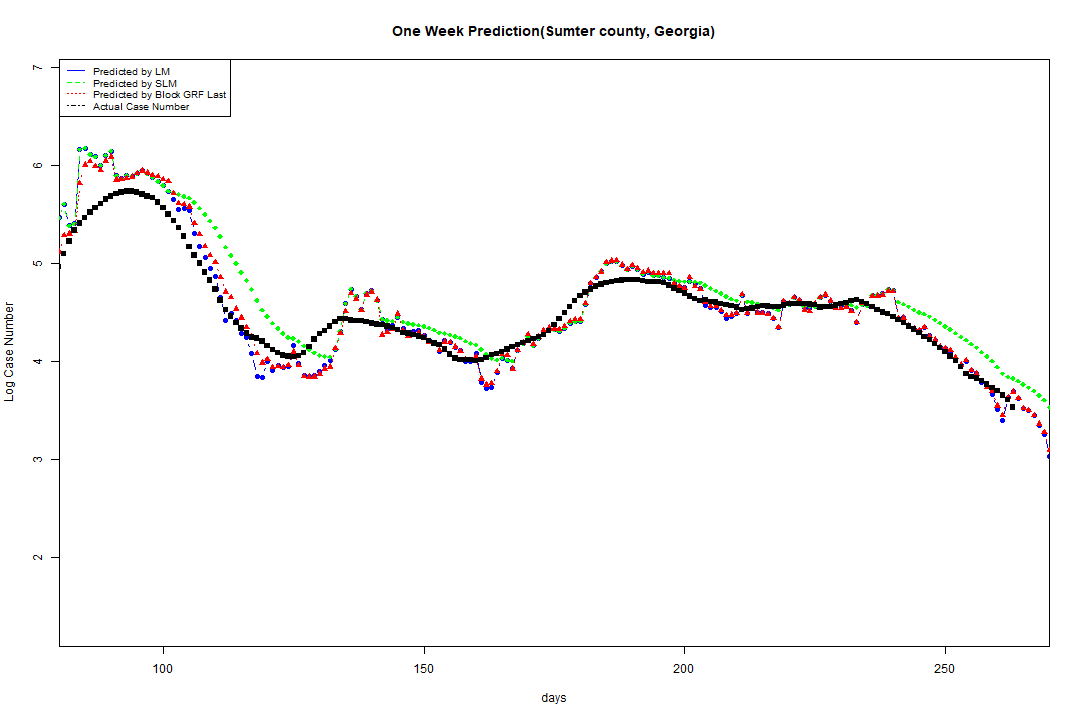 One Week Prediction(Sumter county, Georgia)
Predicted by LM
Predicted by SLM
Predicted by Block GRF Last
Actual Case Number
7
6
5
4
3
2
Log Case Number
100 150 200 250
days